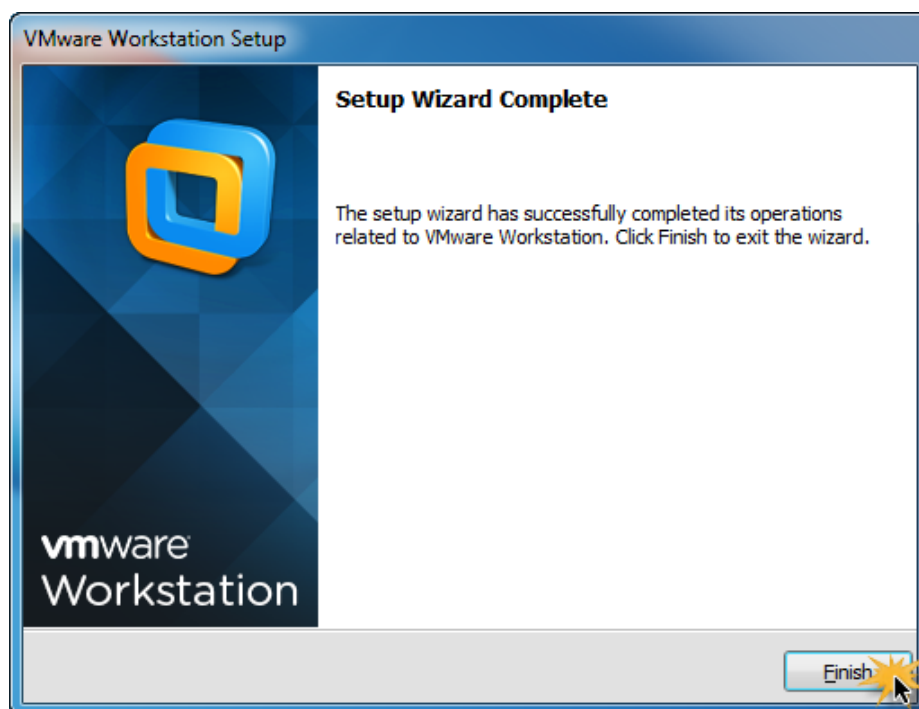 VMware Workstation Setup
Setup Wizard Complete
The setup wizard has successfully completed its operations
related to VMware Workstation. Click Finish to exit the wizard.
vmware
Workstation
Finish